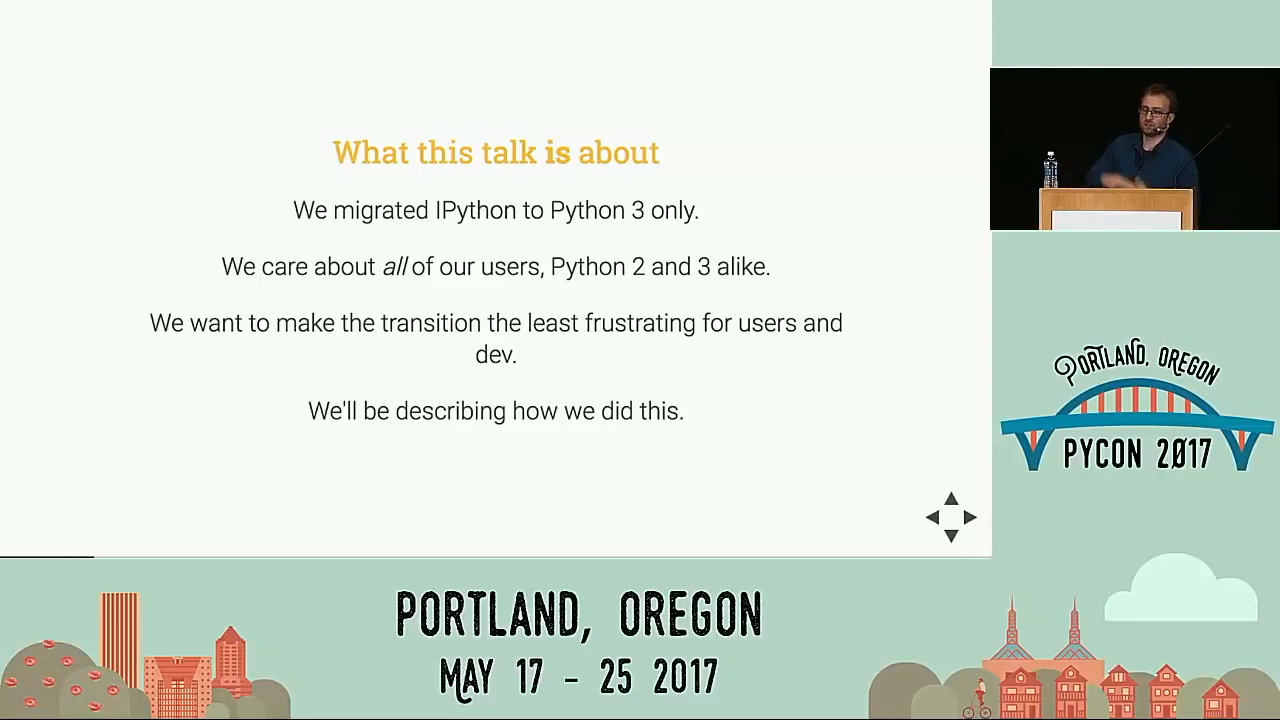 What this talk is about
We migrated IPython to Python 3 only.
We care about all of our users, Python 2 and 3 alike.
We want to make the transition the least frustrating for users and
dev.
We'll be describing how we did this.
PORTLAND, OREGON
PYCON 2017
PORTLAND, OREGON
MAY 17 - 25 2017